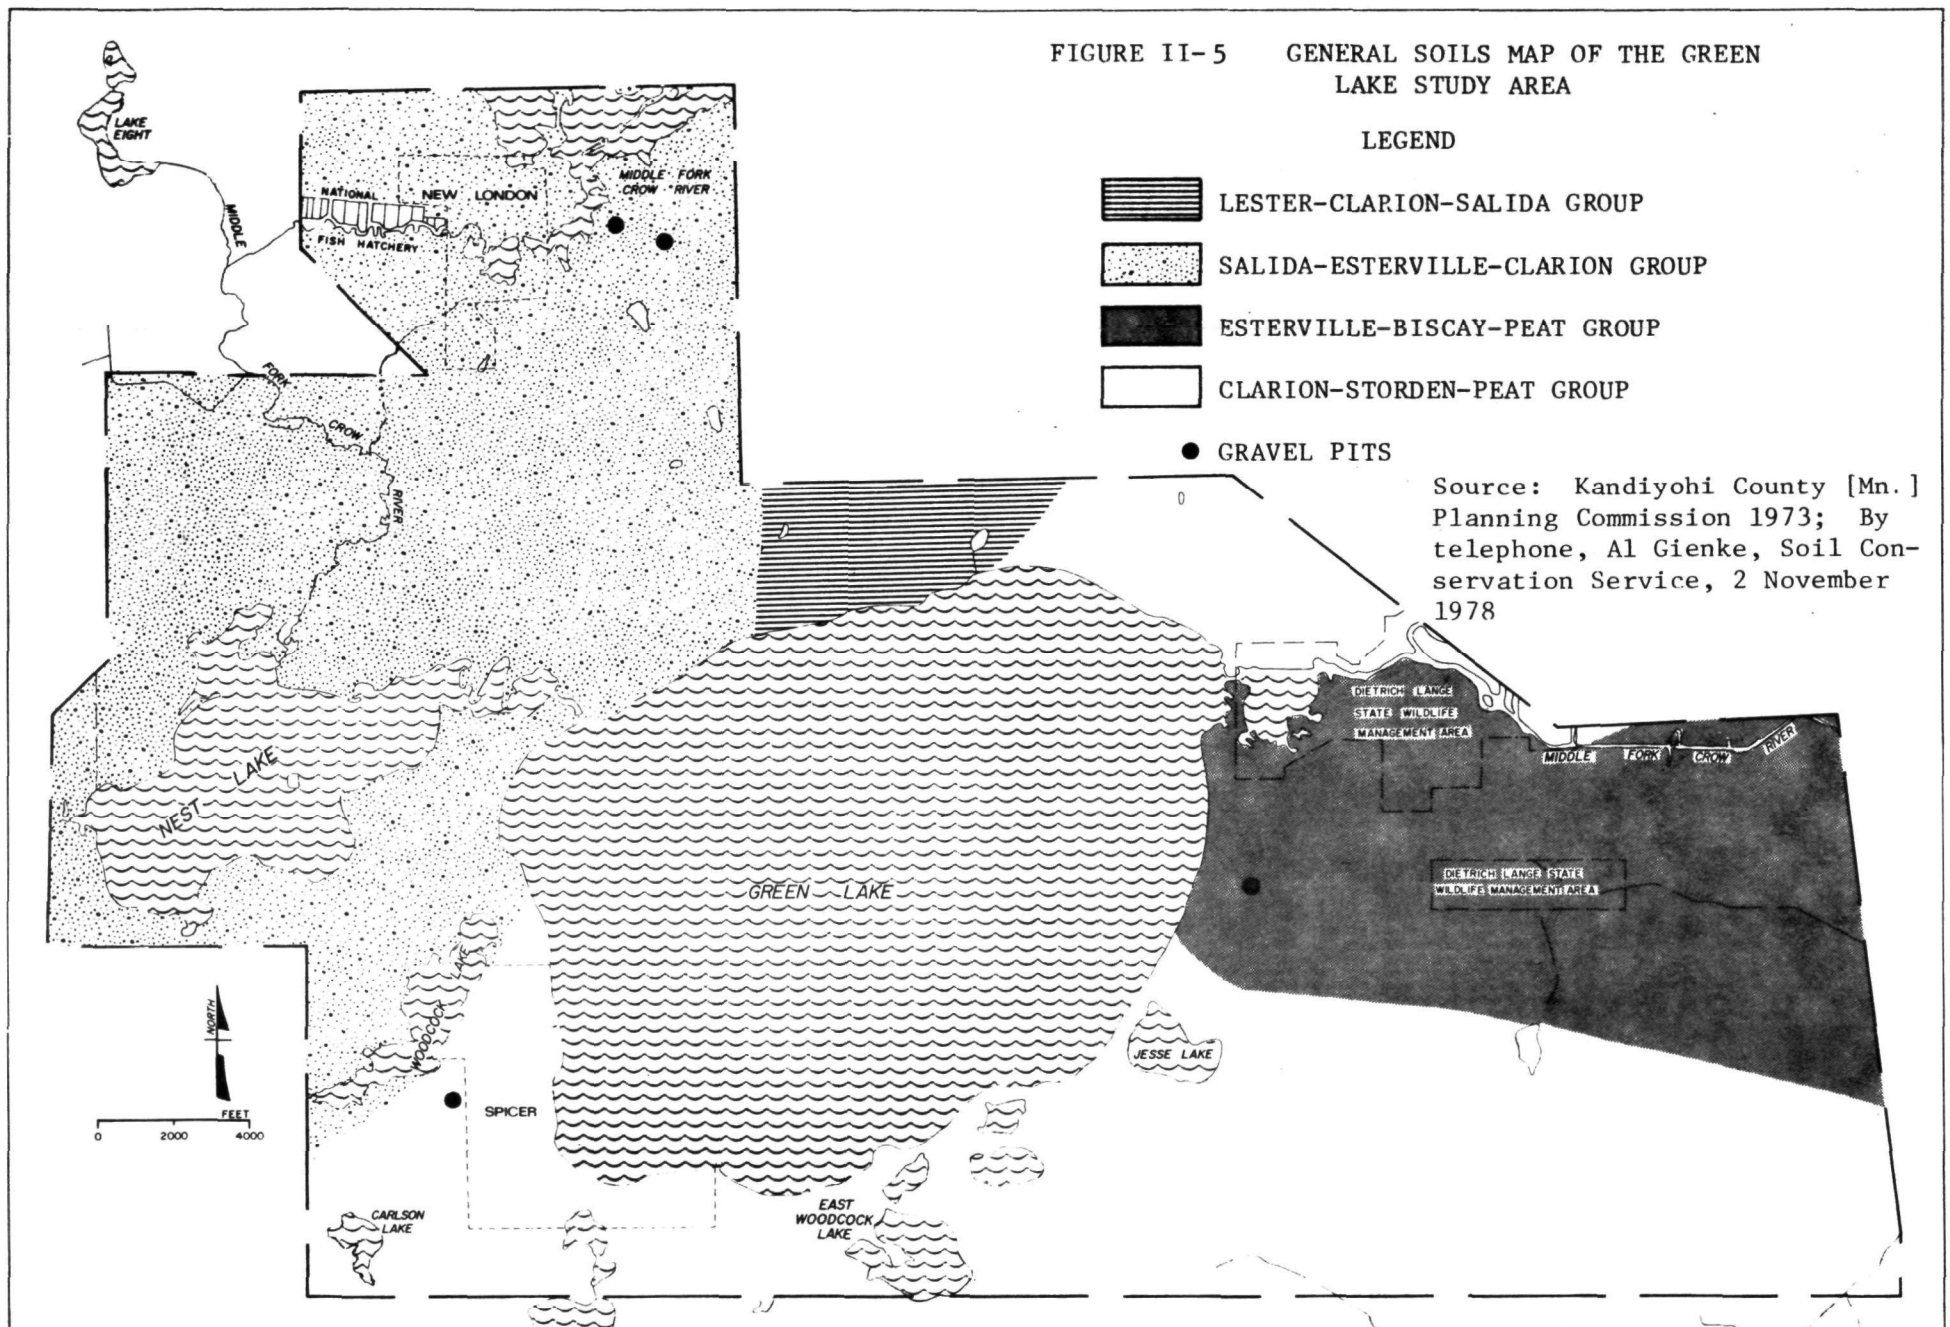 FIGURE II-5 GENERAL SOILS MAP OF THE GREEN
LAKE STUDY AREA
LEGEND
LESTER-CLARION-SALIDA GROUP
SALIDA-ESTERVILLE-CLARION GROUP
ESTERVILLE-BISCAY-PEAT GROUP
CLARION-STORDEN-PEAT GROUP
GRAVEL PITS
Source: Kandiyohi County [Mn.]
Planning Commission 1973; By
telephone, Al Gienke, Soil Con-
servation Service, 2 November
1978
LAKE
EIGHT
MIDDLE
FORK
CROW
RIVER
NATIONAL
FISH HATCHERY
NEW LONDON
MIDDLE FORK
CROW RIVER
NEST LAKE
GREEN LAKE
DIETRICH LANGE
STATE WILDLIFE
MANAGEMENT AREA
MIDDLE FORK CROW RIVER
DIETRICH LANGE STATE
WILDLIFE MANAGEMENT AREA
WOODCOCK LAKE
JESSE LAKE
SPICER
CARLSON
LAKE
EAST
WOODCOCK
LAKE
NORTH
FEET
0 2000 4000